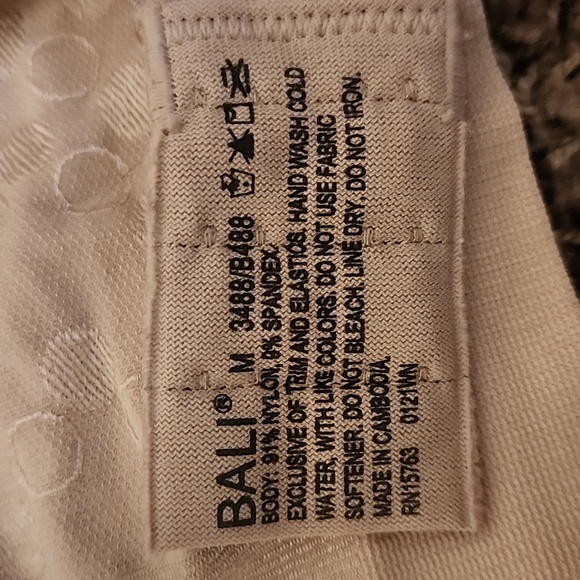 BALI® M 3488/B488
BODY: 91% NYLON, 9% SPANDEX.
EXCLUSIVE OF TRIM AND ELASTICS. HAND WASH COLD
WATER, WITH LIKE COLORS. DO NOT USE FABRIC
SOFTENER. DO NOT BLEACH. LINE DRY. DO NOT IRON.
MADE IN CAMBODIA.
RN15763 0121WN